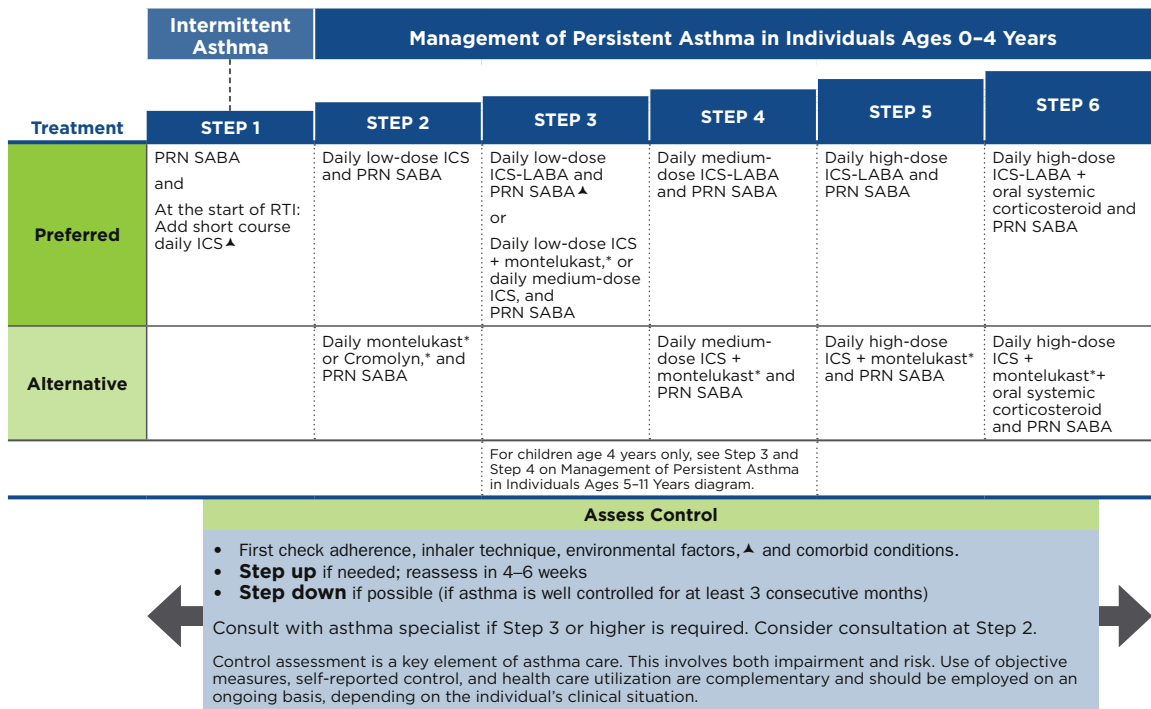 Intermittent
Asthma
Management of Persistent Asthma in Individuals Ages 0–4 Years
Treatment
STEP 1
STEP 2
STEP 3
STEP 4
STEP 5
STEP 6
Preferred
PRN SABA
and
At the start of RTI:
Add short course
daily ICS▲
Daily low-dose ICS
and PRN SABA
Daily low-dose
ICS-LABA and
PRN SABA▲
or
Daily low-dose ICS
+ montelukast,* or
daily medium-dose
ICS, and
PRN SABA
Daily medium-
dose ICS-LABA
and PRN SABA
Daily high-dose
ICS-LABA and
PRN SABA
Daily high-dose
ICS-LABA +
oral systemic
corticosteroid and
PRN SABA
Alternative
Daily montelukast*
or Cromolyn,* and
PRN SABA
Daily medium-
dose ICS +
montelukast* and
PRN SABA
Daily high-dose
ICS + montelukast*
and PRN SABA
Daily high-dose
ICS +
montelukast*+
oral systemic
corticosteroid
and PRN SABA
For children age 4 years only, see Step 3 and
Step 4 on Management of Persistent Asthma
in Individuals Ages 5–11 Years diagram.
Assess Control
• First check adherence, inhaler technique, environmental factors,▲ and comorbid conditions.
• Step up if needed; reassess in 4–6 weeks
• Step down if possible (if asthma is well controlled for at least 3 consecutive months)
Consult with asthma specialist if Step 3 or higher is required. Consider consultation at Step 2.
Control assessment is a key element of asthma care. This involves both impairment and risk. Use of objective
measures, self-reported control, and health care utilization are complementary and should be employed on an
ongoing basis, depending on the individual's clinical situation.